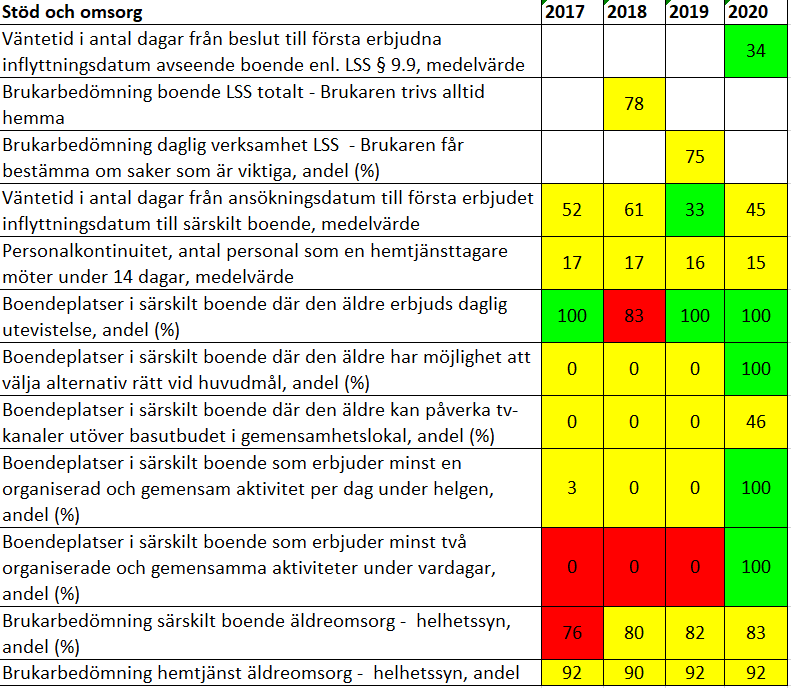 Stöd och omsorg 2017 2018 2019 2020
Väntetid i antal dagar från beslut till första erbjudna
inflyttningsdatum avseende boende enl. LSS § 9.9, medelvärde 34
Brukarbedömning boende LSS totalt - Brukaren trivs alltid
hemma 78
Brukarbedömning daglig verksamhet LSS - Brukaren får
bestämma om saker som är viktiga, andel (%) 75
Väntetid i antal dagar från ansökningsdatum till första erbjudet
inflyttningsdatum till särskilt boende, medelvärde 52 61 33 45
Personalkontinuitet, antal personal som en hemtjänsttagare
möter under 14 dagar, medelvärde 17 17 16 15
Boendeplatser i särskilt boende där den äldre erbjuds daglig
utevistelse, andel (%) 100 83 100 100
Boendeplatser i särskilt boende där den äldre har möjlighet att
välja alternativ rätt vid huvudmål, andel (%) 0 0 0 100
Boendeplatser i särskilt boende där den äldre kan påverka tv-
kanaler utöver basutbudet i gemensamhetslokal, andel (%) 0 0 0 46
Boendeplatser i särskilt boende som erbjuder minst en
organiserad och gemensam aktivitet per dag under helgen, 3 0 0 100
andel (%)
Boendeplatser i särskilt boende som erbjuder minst två
organiserade och gemensamma aktiviteter under vardagar, 0 0 0 100
andel (%)
Brukarbedömning särskilt boende äldreomsorg - helhetssyn,
andel (%) 76 80 82 83
Brukarbedömning hemtjänst äldreomsorg - helhetssyn, andel 92 90 92 92